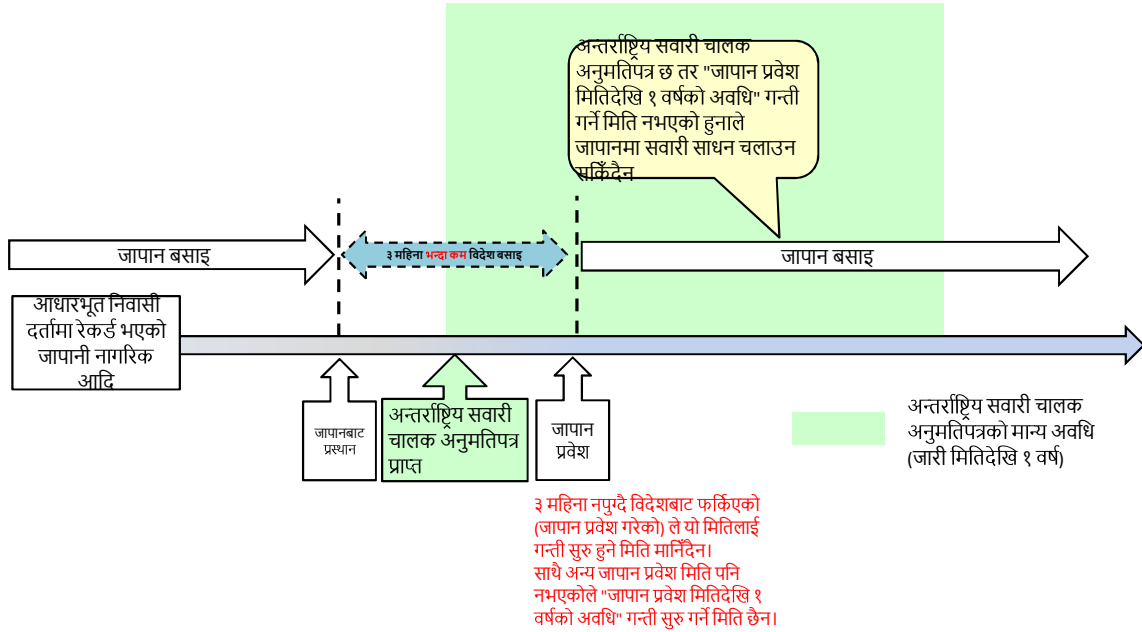 अन्तर्राष्ट्रिय सवारी चालक
अनुमतिपत्र छ तर "जापान प्रवेश
मितिदेखि १ वर्षको अवधि" गन्ती
गर्ने मिति नभएको हुनाले
जापानमा सवारी साधन चलाउन
सकिँदैन
जापान बसाइ
३ महिना भन्दा कम विदेश बसाइ
जापान बसाइ
आधारभूत निवासी
दर्तामा रेकर्ड भएको
जापानी नागरिक
आदि
जापानबाट
प्रस्थान
अन्तर्राष्ट्रिय सवारी
चालक अनुमतिपत्र
प्राप्त
जापान
प्रवेश
अन्तर्राष्ट्रिय सवारी चालक
अनुमतिपत्रको मान्य अवधि
(जारी मितिदेखि १ वर्ष)
३ महिना नपुग्दै विदेशबाट फर्किएको
(जापान प्रवेश गरेको) ले यो मितिलाई
गन्ती सुरु हुने मिति मानिँदैन।
साथै अन्य जापान प्रवेश मिति पनि
नभएकोले "जापान प्रवेश मितिदेखि १
वर्षको अवधि" गन्ती सुरु गर्ने मिति छैन।